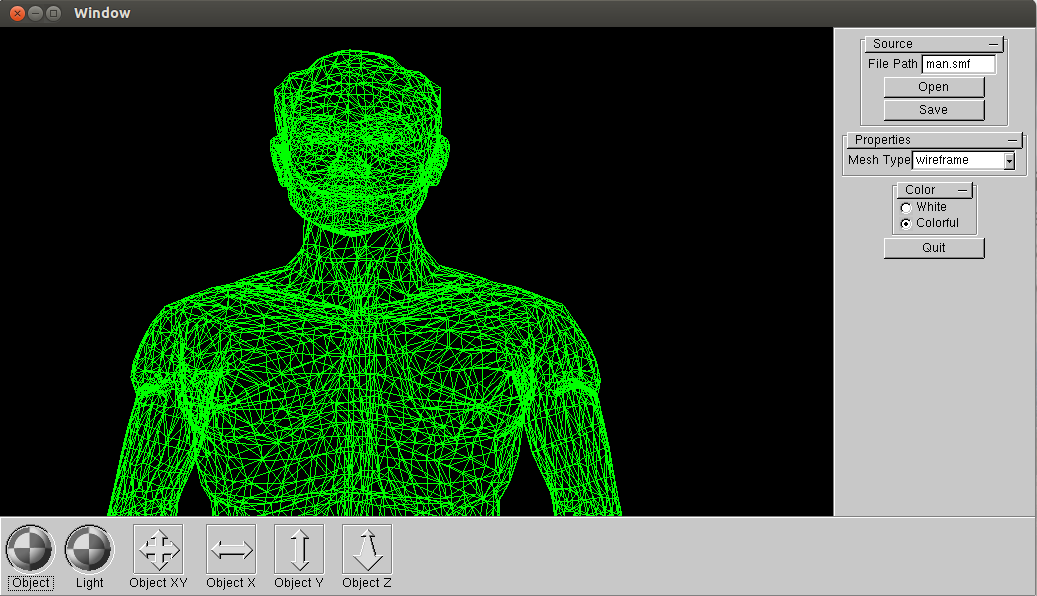 Window
Source
File Path man.smf
Open
Save
Properties
Mesh Type wireframe
Color
White
Colorful
Quit
Object Light Object XY Object X Object Y Object Z